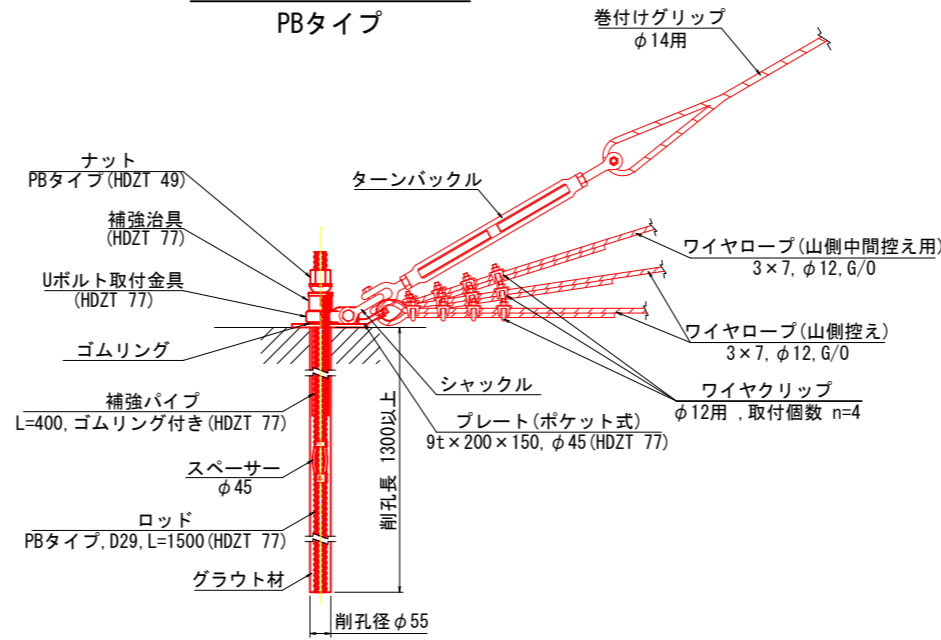 PBタイプ
巻付けグリップ
φ14用
ナット
PBタイプ(HDZT 49)
ターンバックル
補強治具
(HDZT 77)
ワイヤロープ(山側中間控え用)
3×7, φ12, G/O
Uボルト取付金具
(HDZT 77)
ワイヤロープ(山側控え)
3×7, φ12, G/O
ゴムリング
シャックル
ワイヤクリップ
φ12用 , 取付個数 n=4
補強パイプ
L=400, ゴムリング付き(HDZT 77)
プレート(ポケット式)
9t×200×150, φ45(HDZT 77)
削孔長 1300以上
スペーサー
φ45
ロッド
PBタイプ, D29, L=1500(HDZT 77)
グラウト材
削孔径φ55